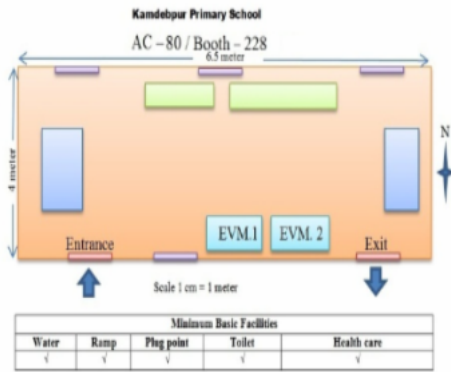 Kamdebpur Primary School
AC – 80 / Booth – 228
6.5 meter
4 meter
N
EVM.1
EVM. 2
Entrance
Exit
Scale 1 cm = 1 meter
Minimum Basic Facilities
Water Ramp Plug point Toilet Health care
√ √ √ √ √